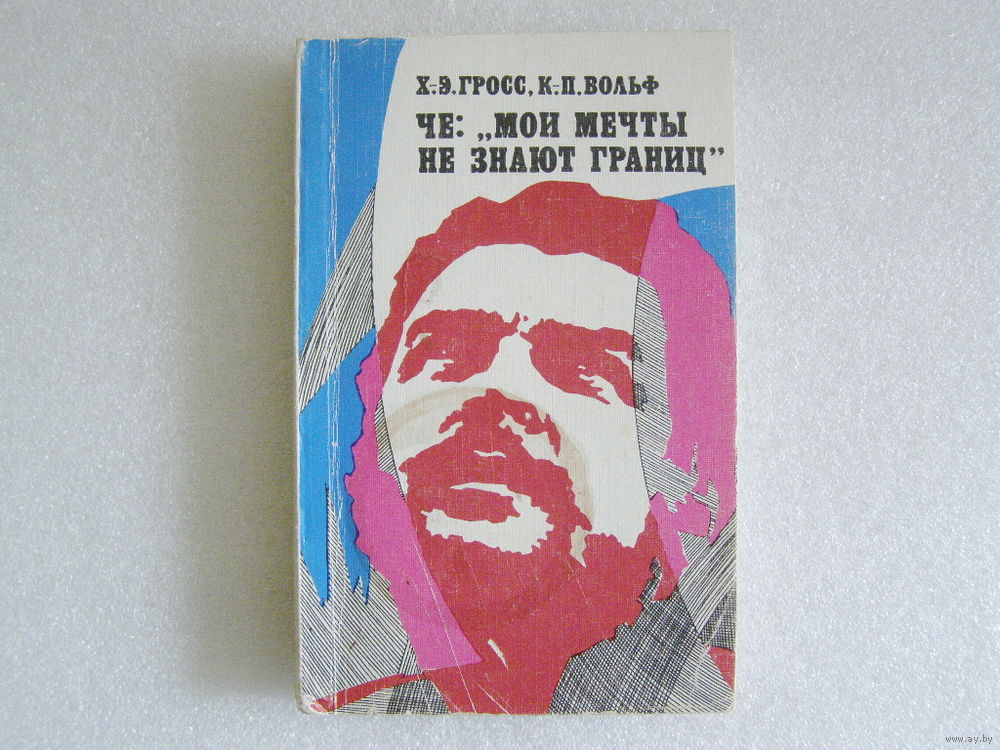 Х.-Э. ГРОСС, К.-П. ВОЛЬФ
ЧЕ: „МОИ МЕЧТЫ
НЕ ЗНАЮТ ГРАНИЦ”
www.ay.by